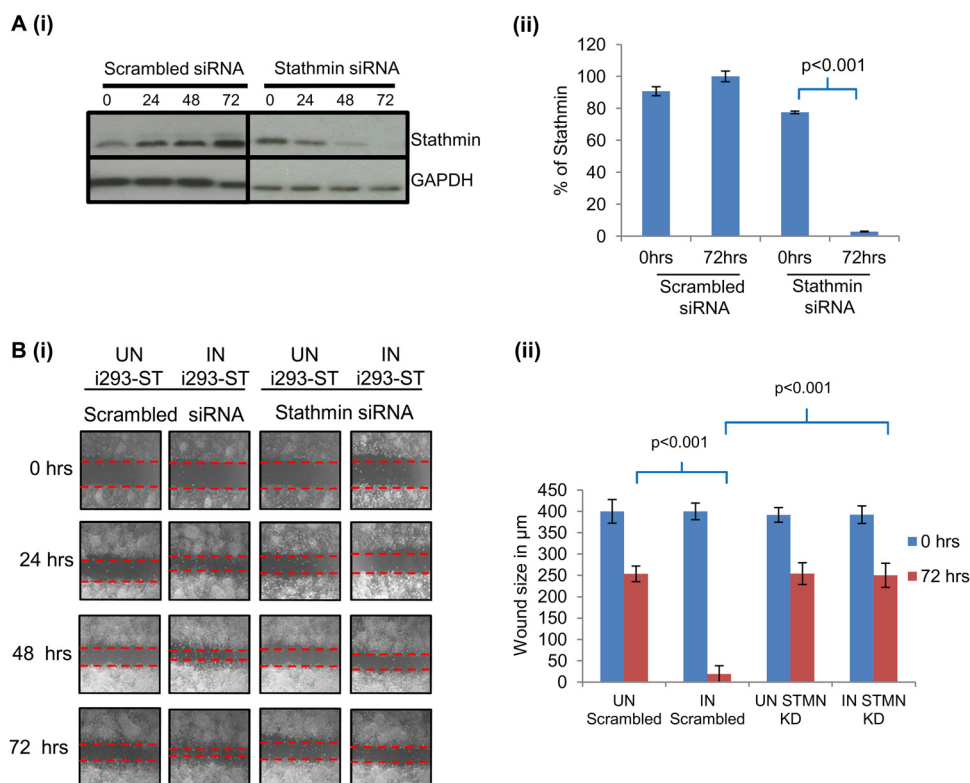 A (i)
Scrambled siRNA
Stathmin siRNA
0 24 48 72 0 24 48 72
Stathmin
GAPDH
(ii)
% of Stathmin
120
100
80
60
40
20
0
p<0.001
0hrs 72hrs 0hrs 72hrs
Scrambled
siRNA
Stathmin
siRNA
B (i)
UN
i293-ST
IN
i293-ST
UN
i293-ST
IN
i293-ST
Scrambled siRNA
Stathmin siRNA
0 hrs
24 hrs
48 hrs
72 hrs
(ii)
p<0.001
p<0.001
Wound size in µm
450
400
350
300
250
200
150
100
50
0
0 hrs
72 hrs
UN
Scrambled
IN
Scrambled
UN STMN
KD
IN STMN
KD